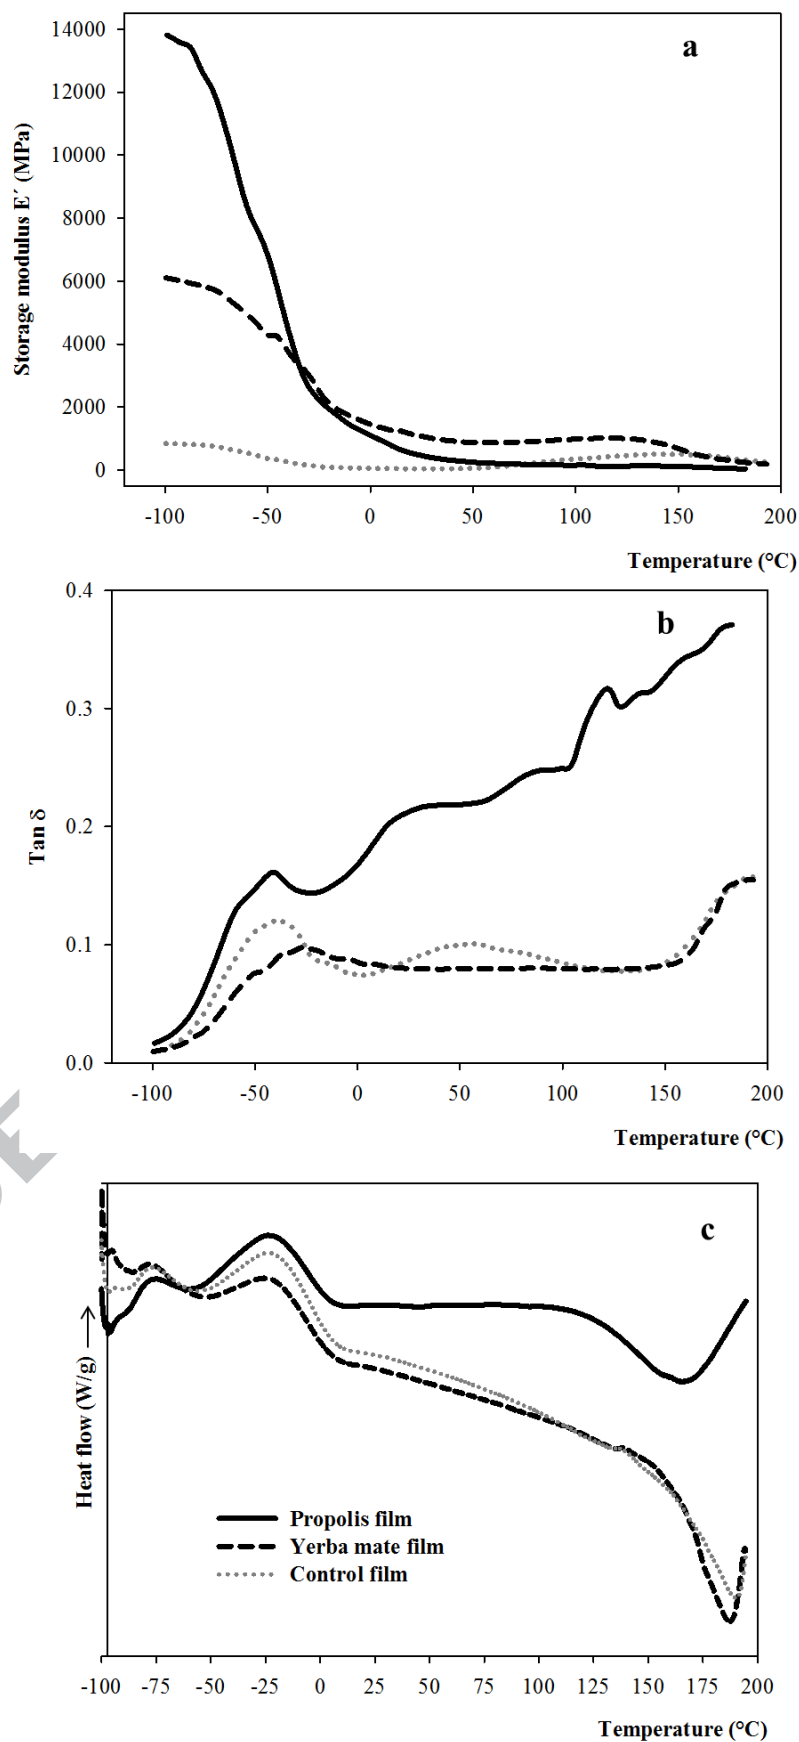 a
14000
12000
10000
8000
6000
4000
2000
0
Storage modulus E´ (MPa)
-100 -50 0 50 100 150 200
Temperature (°C)
b
0.4
0.3
0.2
0.1
0.0
Tan δ
-100 -50 0 50 100 150 200
Temperature (°C)
c
Heat flow (W/g)
Propolis film
Yerba mate film
Control film
-100 -75 -50 -25 0 25 50 75 100 125 150 175 200
Temperature (°C)